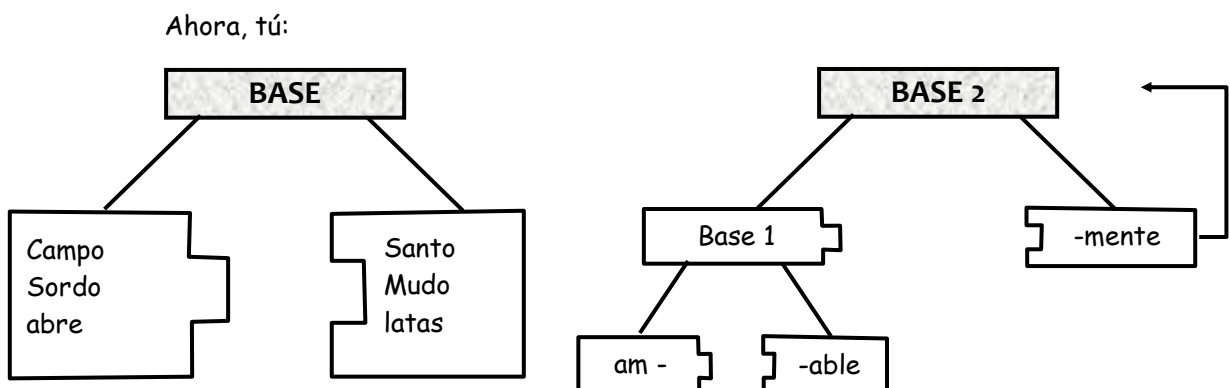 Ahora, tú:
BASE
Campo
Sordo
abre
Santo
Mudo
latas
BASE 2
Base 1
-mente
am -
-able